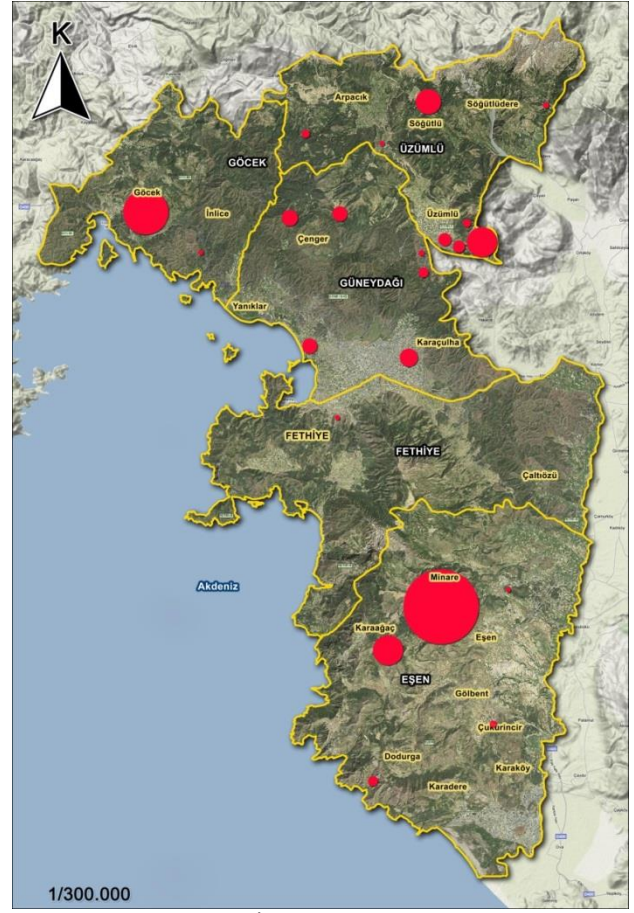 K
Arpacık
Söğütlü
Söğütlüdere
ÜZÜMLÜ
GÖCEK
Göcek
İnlice
Üzümlü
Çenger
GÜNEYDAĞI
Yanıklar
Karaçulha
FETHİYE
FETHİYE
Çaltıözü
Akdeniz
Minare
Karaağaç
Eşen
EŞEN
Gölbent
Çukurincir
Dodurga
Karaköy
Karadere
1/300.000